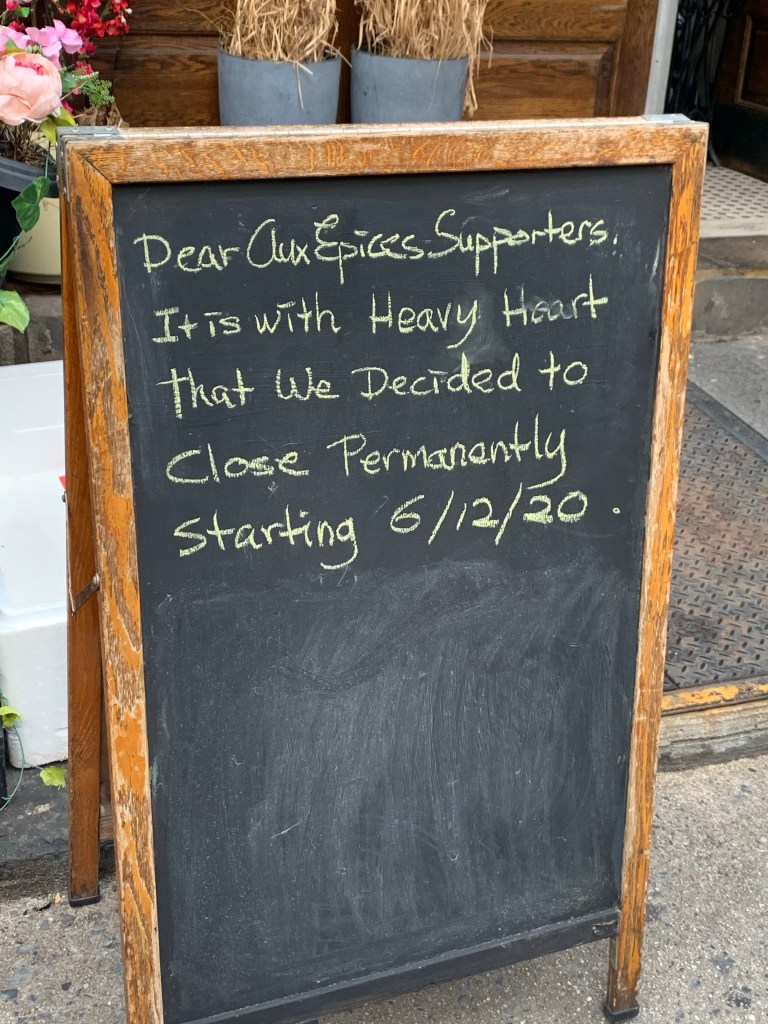 Dear Aux Epices Supporters.
It is with Heavy Heart
that We Decided to
Close Permanantly
Starting 6/12/20.